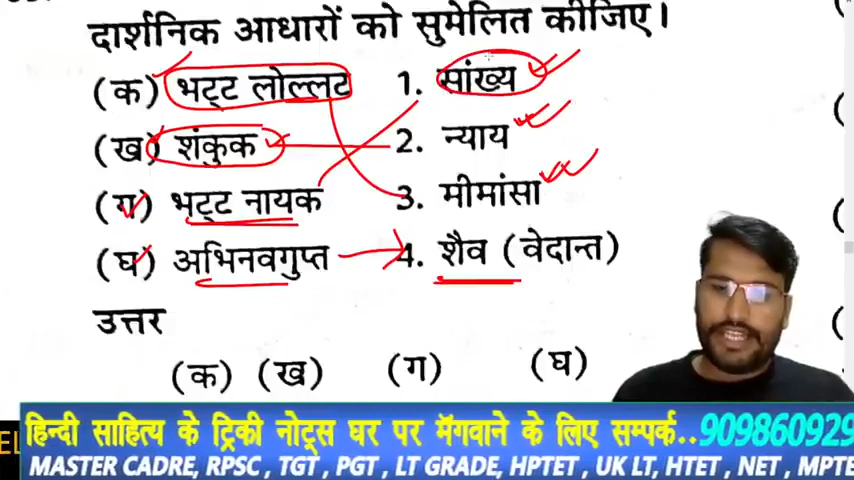 दार्शनिक आधारों को सुमेलित कीजिए।
(क) भट्ट लोल्लट 1. सांख्य
(ख) शंकुक 2. न्याय
(ग) भट्ट नायक 3. मीमांसा
(घ) अभिनवगुप्त 4. शैव (वेदान्त)
उत्तर
(क) (ख) (ग) (घ)
हिन्दी साहित्य के ट्रिकी नोट्स घर पर मॅगवाने के लिए सम्पर्क..909860929
MASTER CADRE, RPSC , TGT , PGT , LT GRADE, HPTET , UK LT, HTET , NET , MPTE